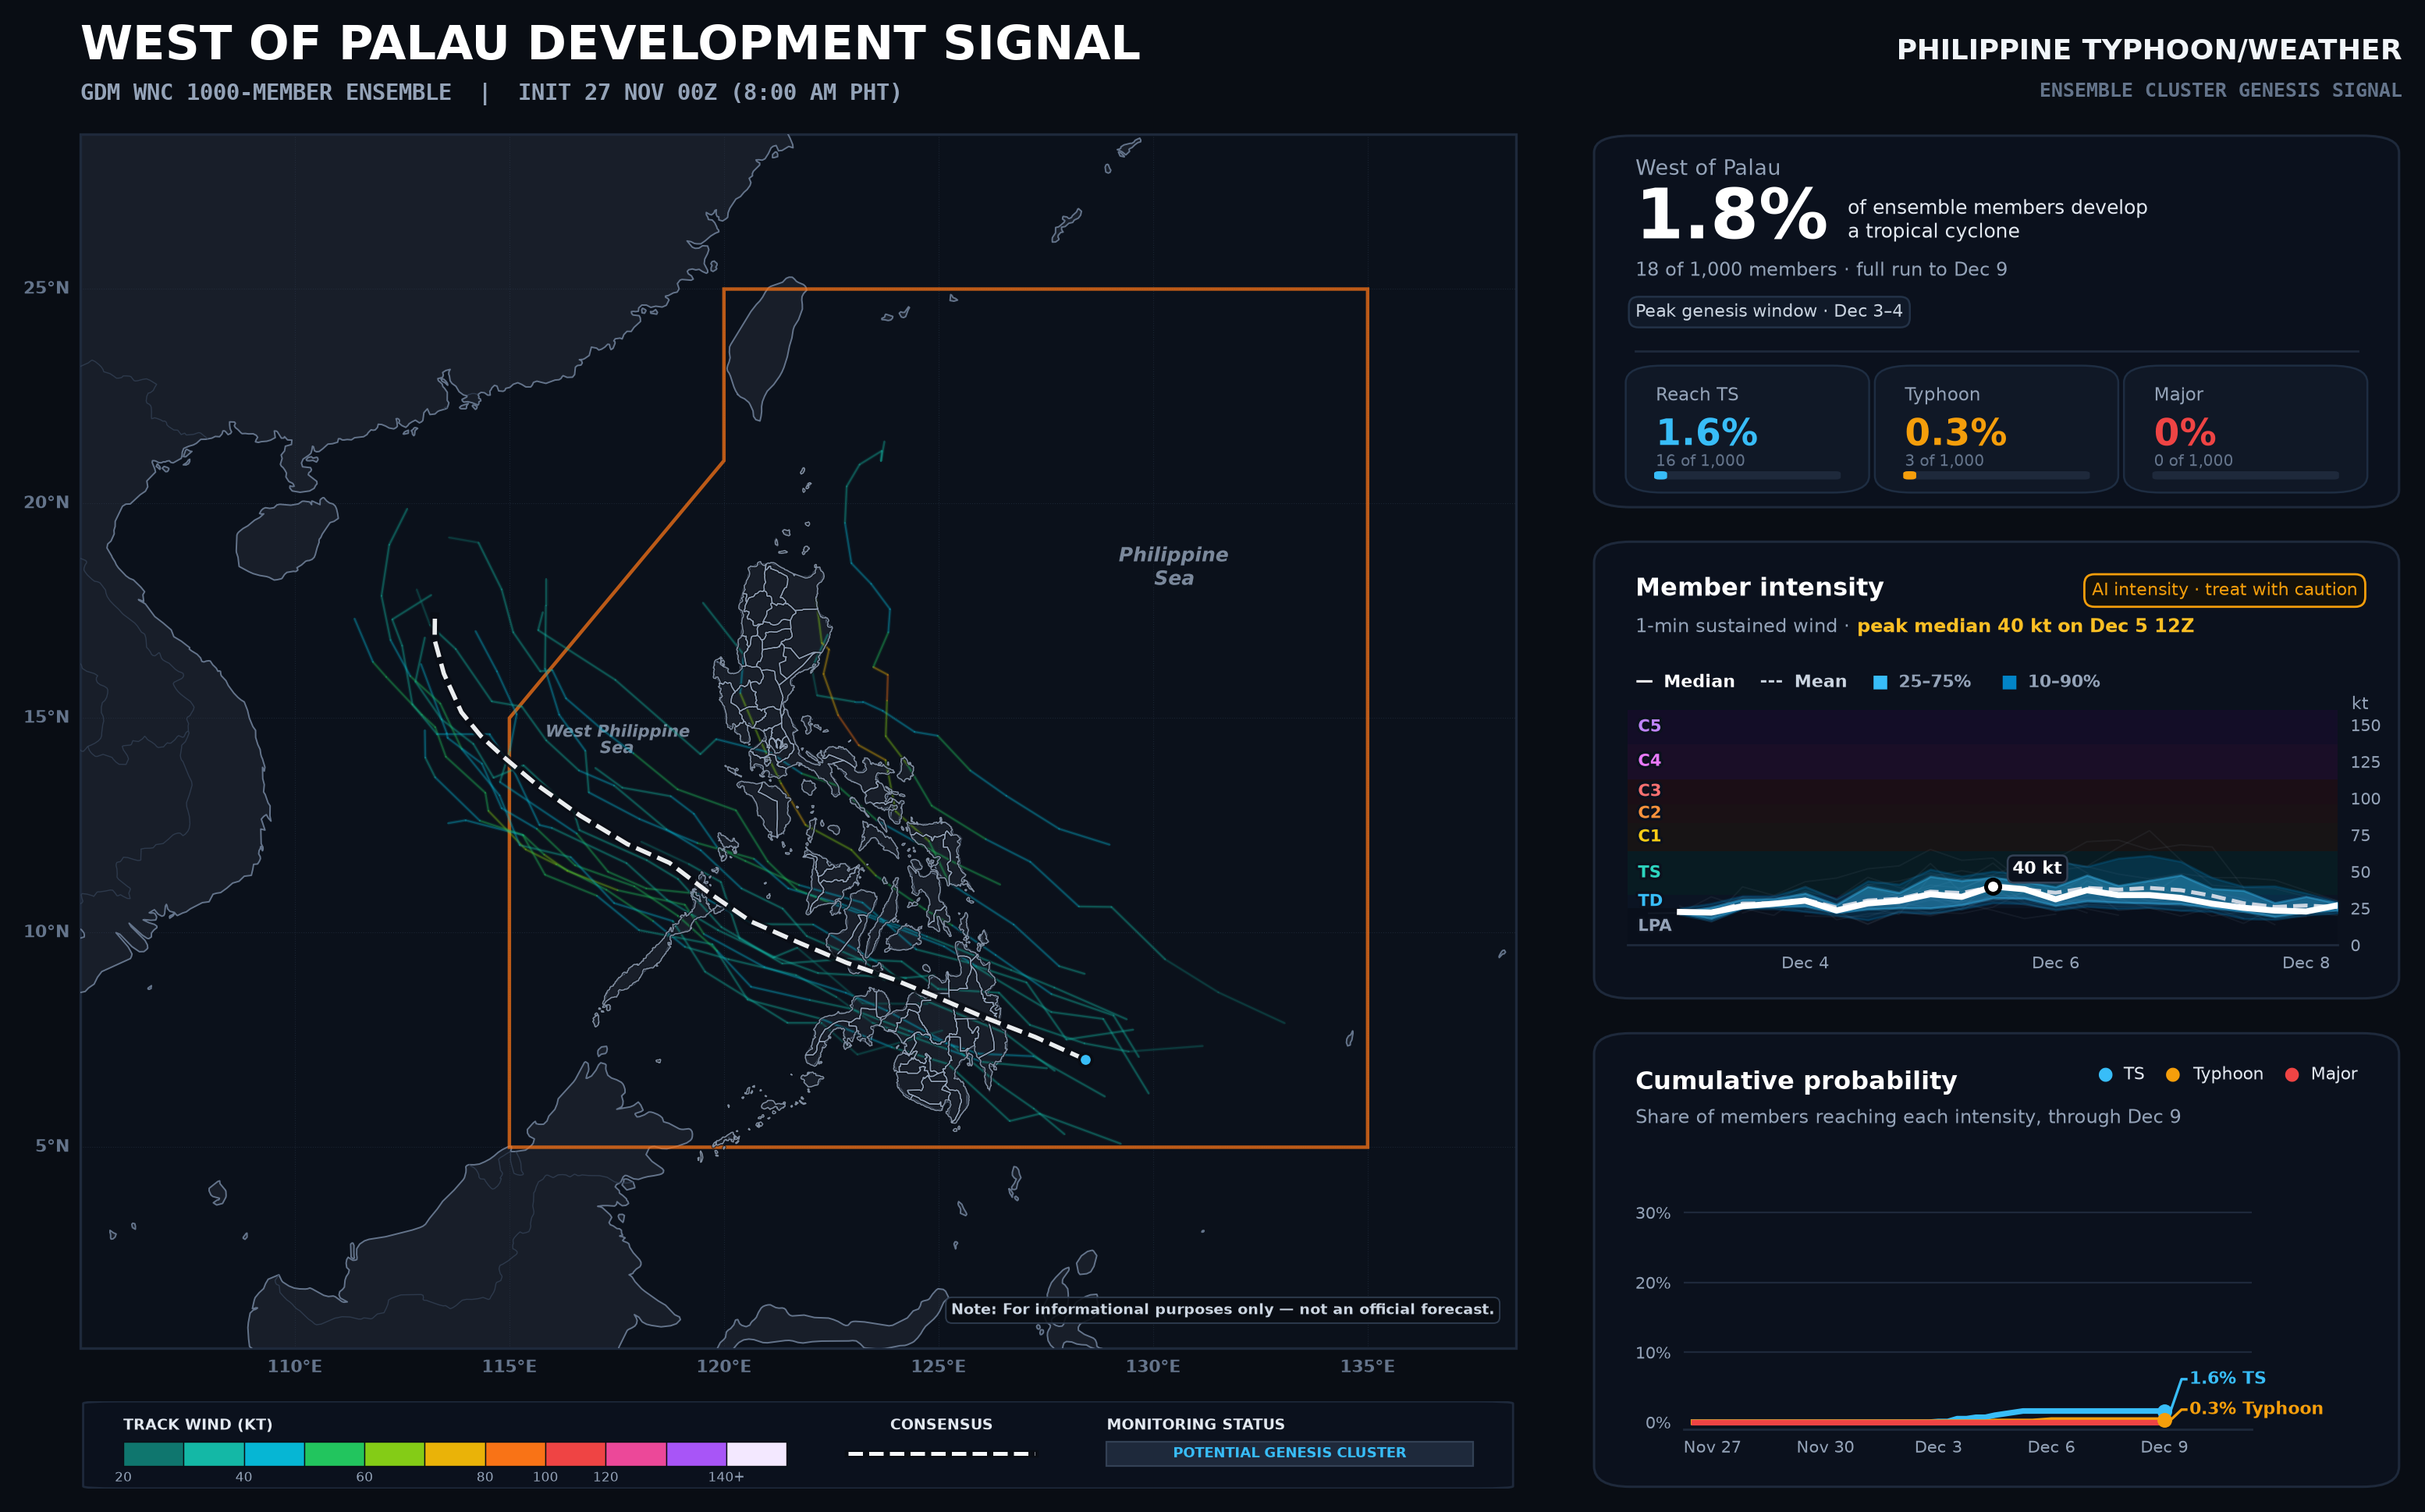 WEST OF PALAU DEVELOPMENT SIGNAL
GDM WNC 1000-MEMBER ENSEMBLE | INIT 27 NOV 00Z (8:00 AM PHT)
PHILIPPINE TYPHOON/WEATHER
ENSEMBLE CLUSTER GENESIS SIGNAL
25°N
20°N
15°N
10°N
5°N
110°E
115°E
120°E
125°E
130°E
135°E
Philippine
Sea
West Philippine
Sea
Note: For informational purposes only — not an official forecast.
TRACK WIND (KT)
20
40
60
80
100
120
140+
CONSENSUS
MONITORING STATUS
POTENTIAL GENESIS CLUSTER
West of Palau
1.8%
of ensemble members develop
a tropical cyclone
18 of 1,000 members · full run to Dec 9
Peak genesis window · Dec 3–4
Reach TS
1.6%
16 of 1,000
Typhoon
0.3%
3 of 1,000
Major
0%
0 of 1,000
Member intensity
AI intensity · treat with caution
1-min sustained wind · peak median 40 kt on Dec 5 12Z
Median
Mean
25–75%
10–90%
kt
C5
C4
C3
C2
C1
TS
TD
LPA
150
125
100
75
50
25
0
40 kt
Dec 4
Dec 6
Dec 8
Cumulative probability
TS
Typhoon
Major
Share of members reaching each intensity, through Dec 9
30%
20%
10%
0%
1.6% TS
0.3% Typhoon
Nov 27
Nov 30
Dec 3
Dec 6
Dec 9